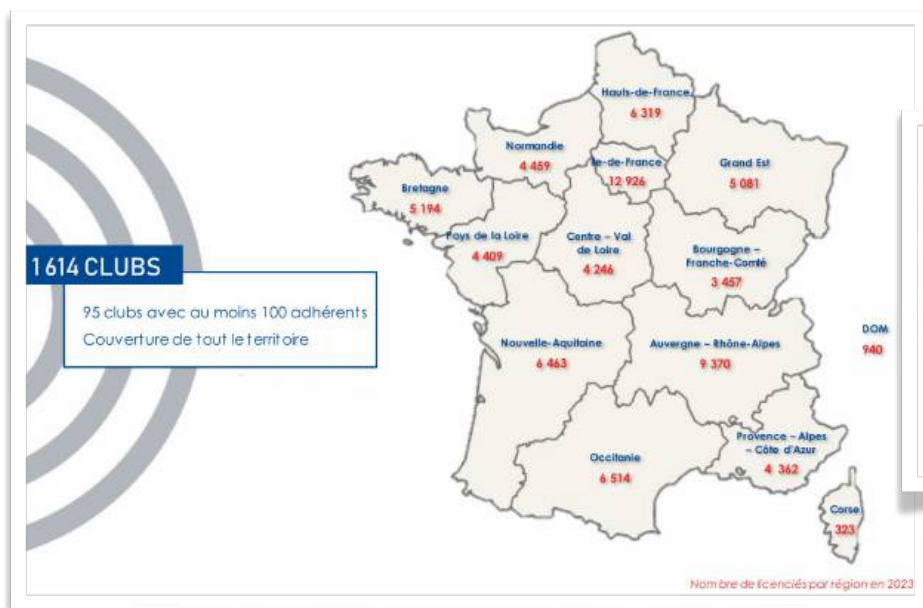 Hauts-de-France
6 319
Normandie
4 459
Ile-de-France
12 926
Grand Est
5 081
Bretagne
5 194
Pays de la Loire
4 409
Centre – Val
de Loire
4 246
Bourgogne –
Franche-Comté
3 457
1 614 CLUBS
95 clubs avec au moins 100 adhérents
Couverture de tout le territoire
Nouvelle-Aquitaine
6 463
Auvergne – Rhône-Alpes
9 370
DOM
940
Provence – Alpes
– Côte d'Azur
4 362
Occitanie
6 514
Corse
323
Nombre de licenciés par région en 2023